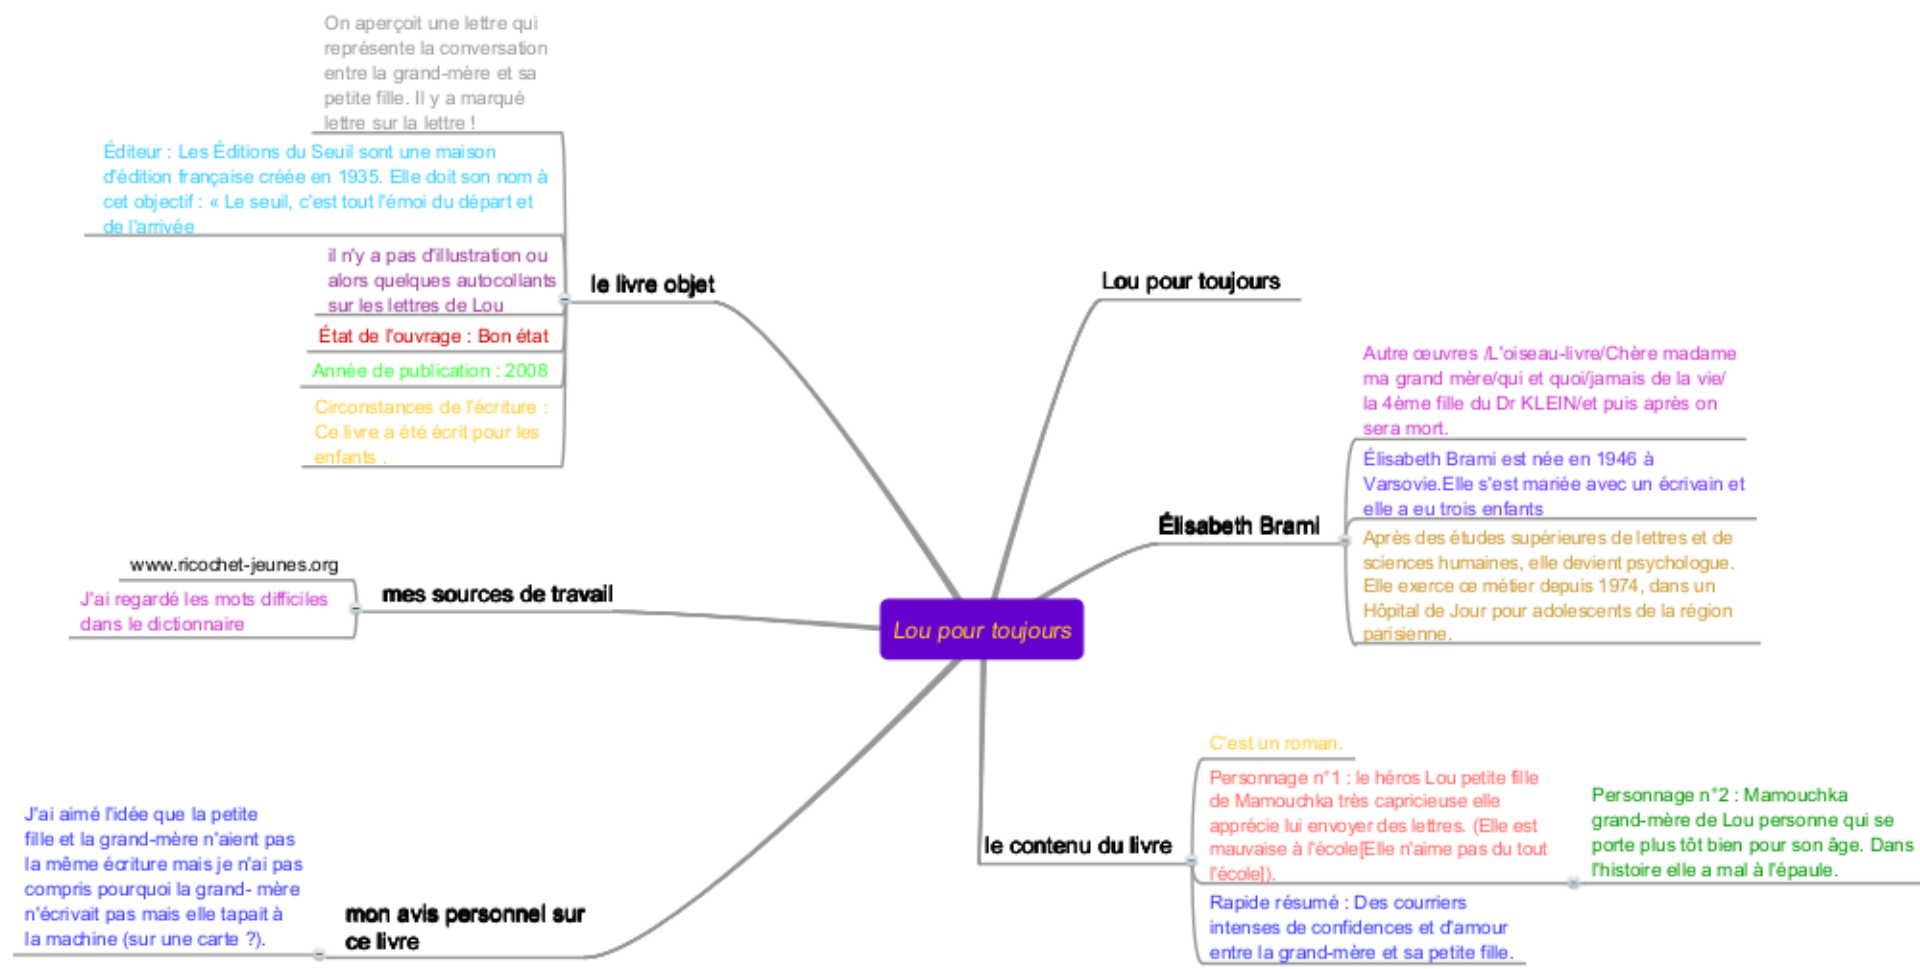 On aperçoit une lettre qui
représente la conversation
entre la grand-mère et sa
petite fille. Il y a marqué
lettre sur la lettre !
Éditeur : Les Éditions du Seuil sont une maison
d'édition française créée en 1935. Elle doit son nom à
cet objectif : « Le seuil, c'est tout l'émoi du départ et
de l'arrivée
il n'y a pas d'illustration ou
alors quelques autocollants
sur les lettres de Lou
État de l'ouvrage : Bon état
Année de publication : 2008
Circonstances de l'écriture :
Ce livre a été écrit pour les
enfants .
le livre objet
www.ricochet-jeunes.org
J'ai regardé les mots difficiles
dans le dictionnaire
mes sources de travail
J'ai aimé l'idée que la petite
fille et la grand-mère n'aient pas
la même écriture mais je n'ai pas
compris pourquoi la grand- mère
n'écrivait pas mais elle tapait à
la machine (sur une carte ?).
mon avis personnel sur
ce livre
Lou pour toujours
Lou pour toujours
Élisabeth Brami
Autre œuvres /L'oiseau-livre/Chère madame
ma grand mère/qui et quoi/jamais de la vie/
la 4ème fille du Dr KLEIN/et puis après on
sera mort.
Élisabeth Brami est née en 1946 à
Varsovie.Elle s'est mariée avec un écrivain et
elle a eu trois enfants
Après des études supérieures de lettres et de
sciences humaines, elle devient psychologue.
Elle exerce ce métier depuis 1974, dans un
Hôpital de Jour pour adolescents de la région
parisienne.
le contenu du livre
C'est un roman.
Personnage n°1 : le héros Lou petite fille
de Mamouchka très capricieuse elle
apprécie lui envoyer des lettres. (Elle est
mauvaise à l'école[Elle n'aime pas du tout
l'école]).
Personnage n°2 : Mamouchka
grand-mère de Lou personne qui se
porte plus tôt bien pour son âge. Dans
l'histoire elle a mal à l'épaule.
Rapide résumé : Des courriers
intenses de confidences et d'amour
entre la grand-mère et sa petite fille.